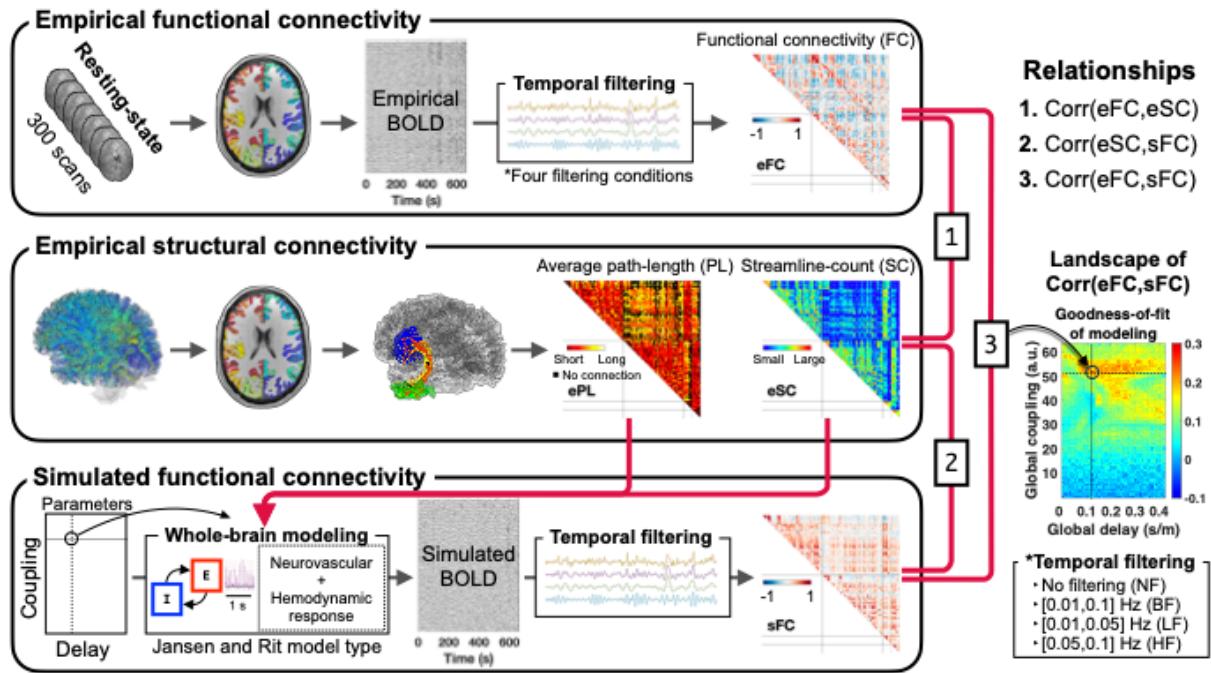 Empirical functional connectivity
Resting-state
300 scans
Empirical
BOLD
0 200 400 600
Time (s)
Temporal filtering
*Four filtering conditions
Functional connectivity (FC)
-1 1
eFC
Relationships
1. Corr(eFC,eSC)
2. Corr(eSC,sFC)
3. Corr(eFC,sFC)
1
2
3
Empirical structural connectivity
Average path-length (PL)
Short Long
■ No connection
ePL
Streamline-count (SC)
Small Large
eSC
Landscape of
Corr(eFC,sFC)
Goodness-of-fit
of modeling
Global coupling (a.u.)
60
50
40
30
20
10
0 0.1 0.2 0.3 0.4
Global delay (s/m)
0.3
0.2
0.1
0
-0.1
Simulated functional connectivity
Parameters
Coupling
Delay
Whole-brain modeling
E
I
1 s
Neurovascular
+
Hemodynamic
response
Jansen and Rit model type
Simulated
BOLD
0 200 400 600
Time (s)
Temporal filtering
-1 1
sFC
*Temporal filtering
• No filtering (NF)
• [0.01,0.1] Hz (BF)
• [0.01,0.05] Hz (LF)
• [0.05,0.1] Hz (HF)